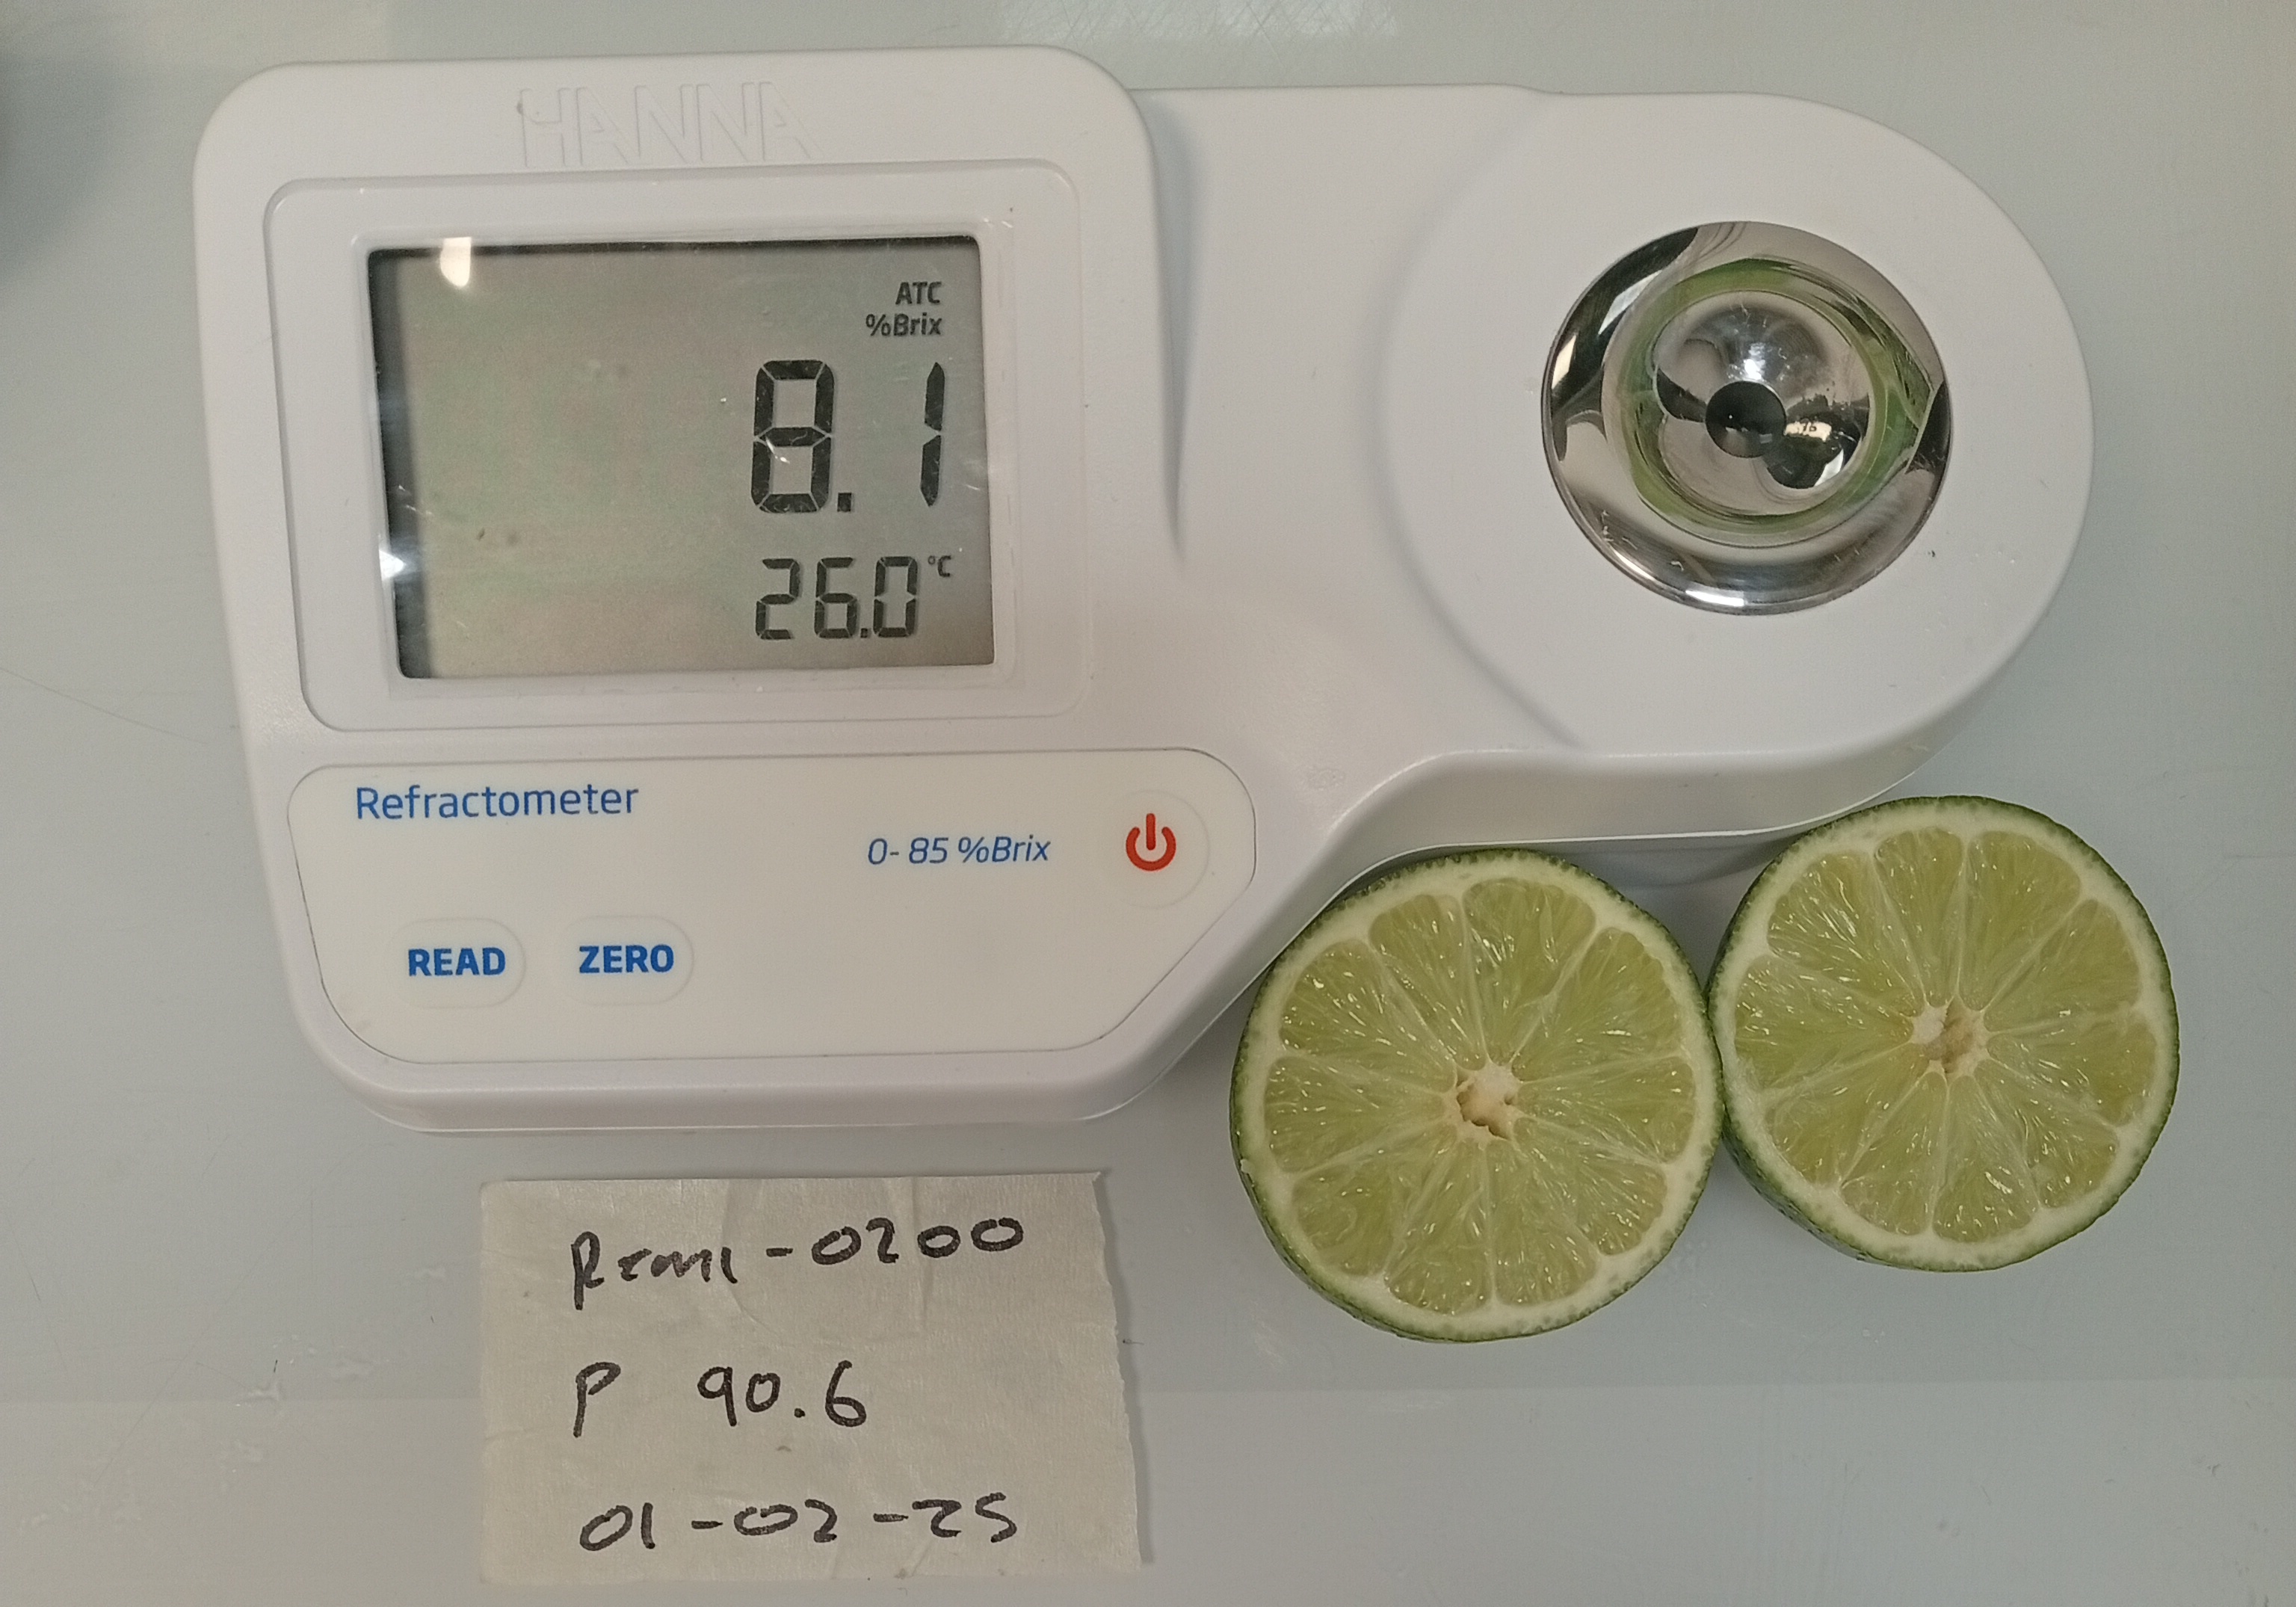 HANNA
ATC
%Brix
8.1
26.0 °C
Refractometer
0-85 %Brix
READ ZERO
Remi-0200
P 90.6
01-02-25